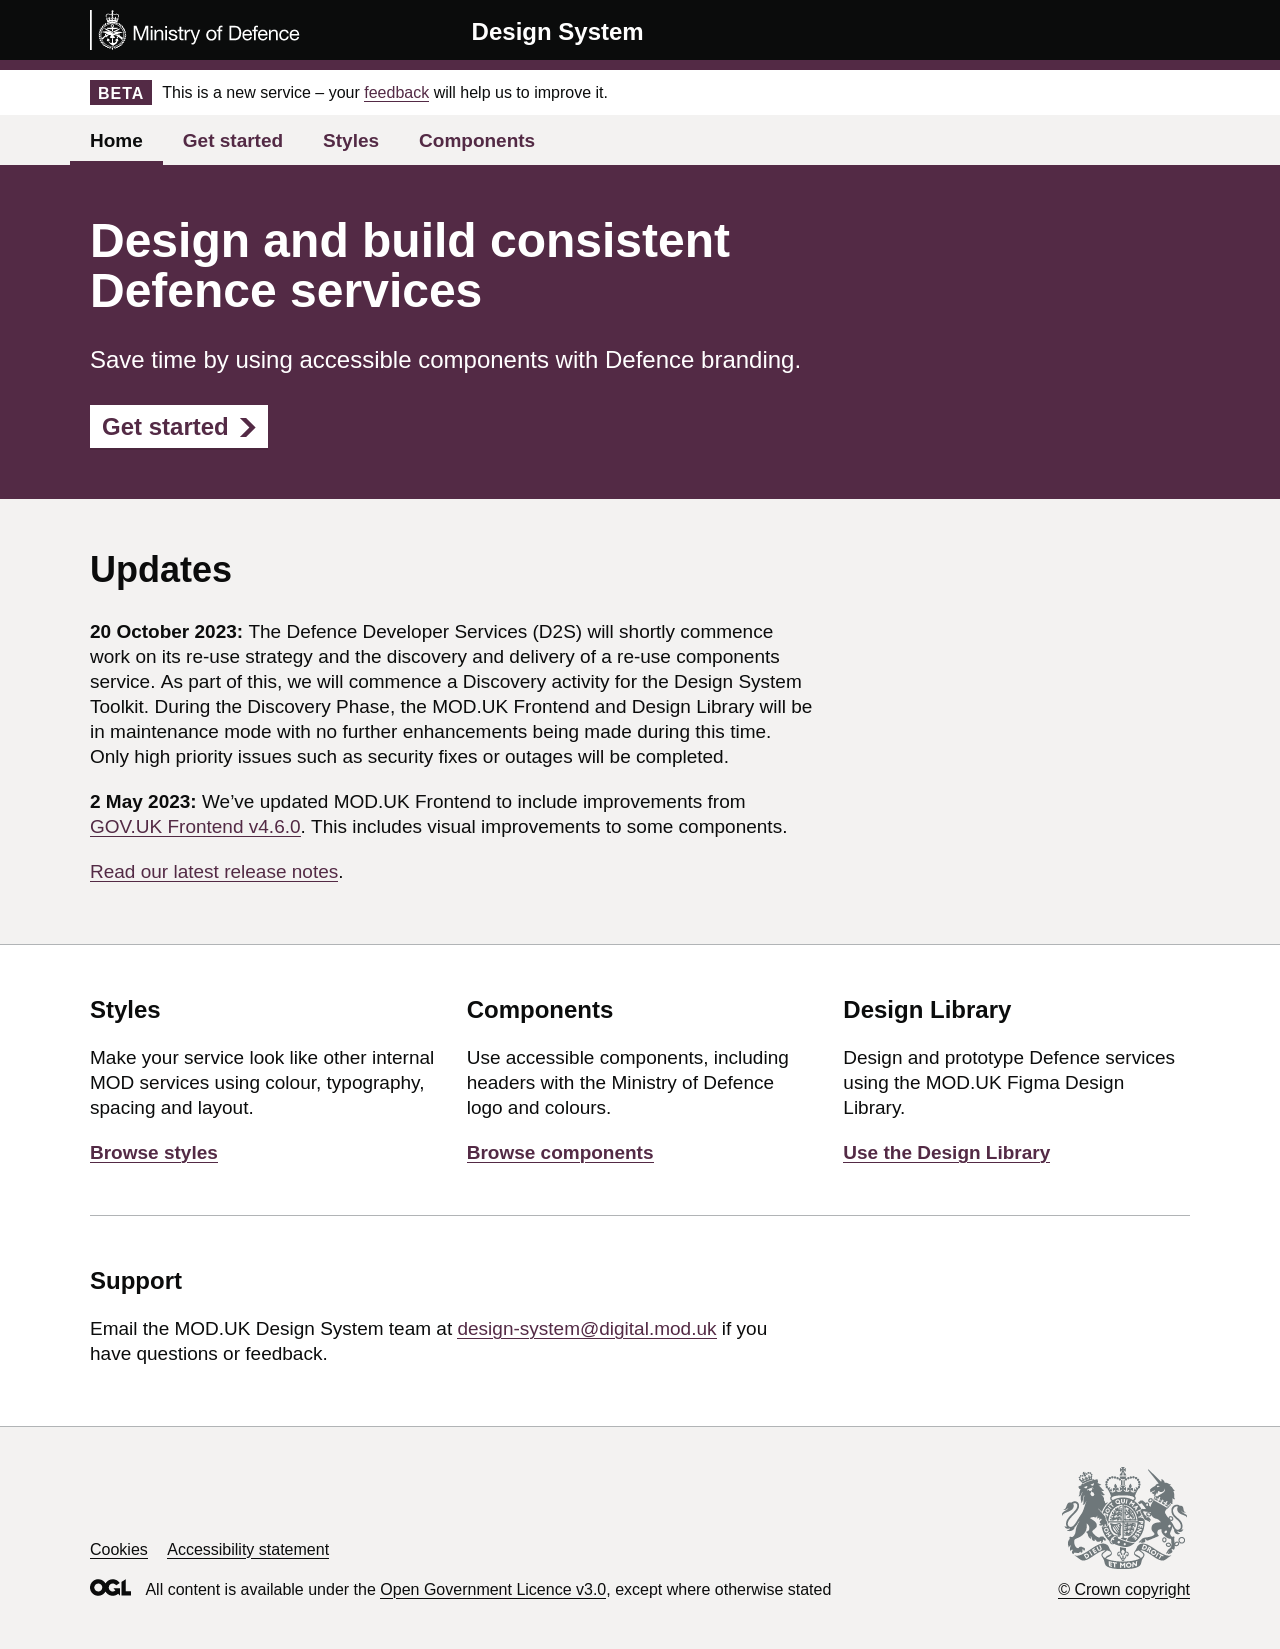 Ministry of Defence
Design System
BETA This is a new service – your feedback will help us to improve it.
Home Get started Styles Components
Design and build consistent
Defence services
Save time by using accessible components with Defence branding.
Get started
Updates
20 October 2023: The Defence Developer Services (D2S) will shortly commence
work on its re-use strategy and the discovery and delivery of a re-use components
service. As part of this, we will commence a Discovery activity for the Design System
Toolkit. During the Discovery Phase, the MOD.UK Frontend and Design Library will be
in maintenance mode with no further enhancements being made during this time.
Only high priority issues such as security fixes or outages will be completed.
2 May 2023: We’ve updated MOD.UK Frontend to include improvements from
GOV.UK Frontend v4.6.0. This includes visual improvements to some components.
Read our latest release notes.
Styles
Make your service look like other internal
MOD services using colour, typography,
spacing and layout.
Browse styles
Components
Use accessible components, including
headers with the Ministry of Defence
logo and colours.
Browse components
Design Library
Design and prototype Defence services
using the MOD.UK Figma Design
Library.
Use the Design Library
Support
Email the MOD.UK Design System team at design-system@digital.mod.uk if you
have questions or feedback.
Cookies Accessibility statement
OGL All content is available under the Open Government Licence v3.0, except where otherwise stated
DIEU ET MON DROIT
© Crown copyright